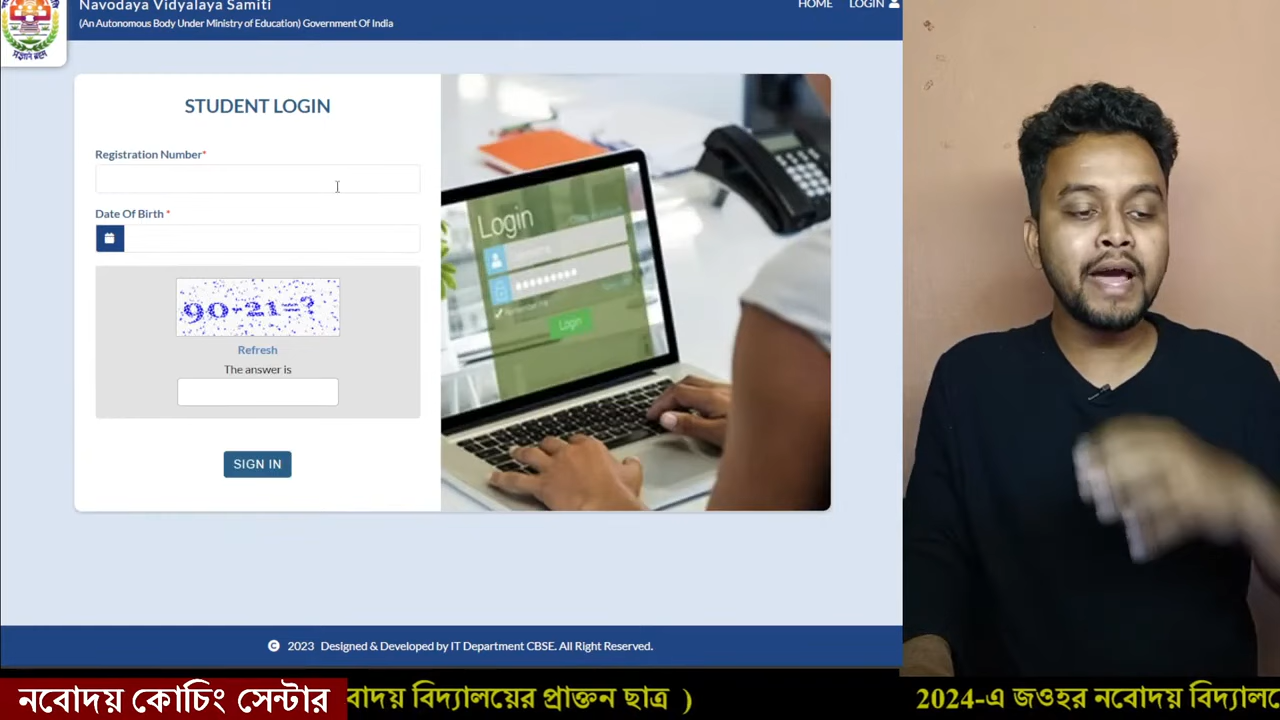 Navodaya Vidyalaya Samiti
(An Autonomous Body Under Ministry of Education) Government Of India
HOME LOGIN
STUDENT LOGIN
Registration Number*
Date Of Birth *
90-21=?
Refresh
The answer is
SIGN IN
Login
Login
2023 Designed & Developed by IT Department CBSE. All Right Reserved.
নবোদয় কোচিং সেন্টার
বাদয় বিদ্যালয়ের প্রাক্তন ছাত্র )
2024-এ জওহর নবোদয় বিদ্যালয়ে